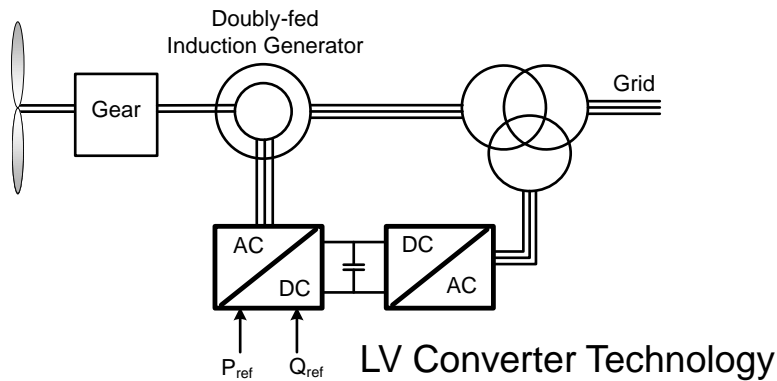 Doubly-fed
Induction Generator
Gear
Grid
AC
DC
DC
AC
Pref
Qref
LV Converter Technology